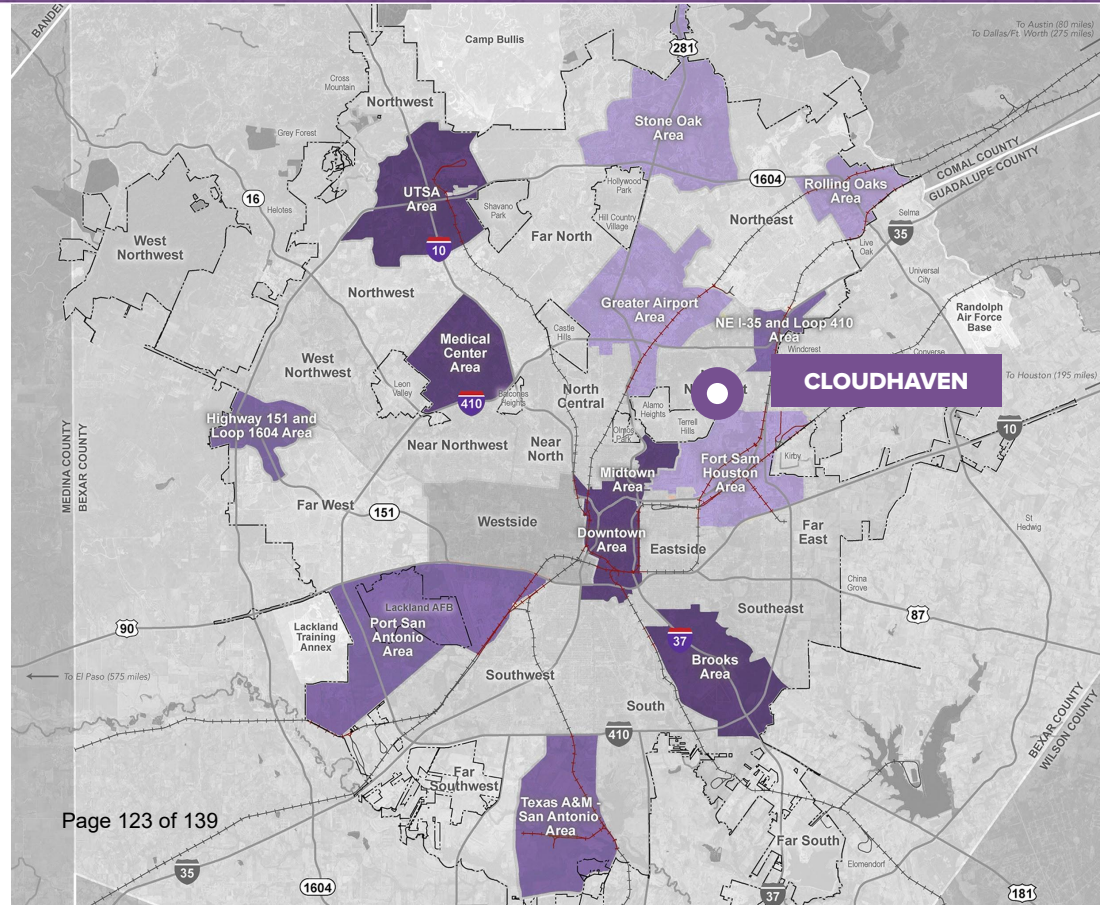 BANDER
Camp Bullis
To Austin (80 miles)
To Dallas/Ft. Worth (275 miles)
281
Cross
Mountain
Northwest
Stone Oak
Area
Grey Forest
COMAL COUNTY
GUADALUPE COUNTY
1604
Rolling Oaks
Area
UTSA
Area
Hollywood
Park
16
Helotes
Shavano
Park
Hill Country
Village
Northeast
Selma
35
West
Northwest
Far North
10
Live
Oak
Universal
City
Northwest
Greater Airport
Area
Randolph
Air Force
Base
NE I-35 and Loop 410
Area
Castle
Hills
Medical
Center
Area
Windcrest
Converse
West
Northwest
CLOUDHAVEN
To Houston (195 miles)
Leon
Valley
Balcones
Heights
410
North
Central
Alamo
Heights
Terrell
Hills
Highway 151 and
Loop 1604 Area
Olmos
Park
10
Near Northwest
Near
North
Kirby
MEDINA COUNTY
BEXAR COUNTY
Midtown
Area
Fort Sam
Houston
Area
Far West
151
Westside
St
Hedwig
Downtown
Area
Eastside
Far
East
China
Grove
Lackland AFB
Southeast
87
90
Lackland
Training
Annex
Port San
Antonio
Area
37
Brooks
Area
To El Paso (575 miles)
Southwest
South
410
BEXAR COUNTY
WILSON COUNTY
Far
Southwest
Texas A&M -
San Antonio
Area
Page 123 of 139
Far South
Elomendorf
35
1604
37
181